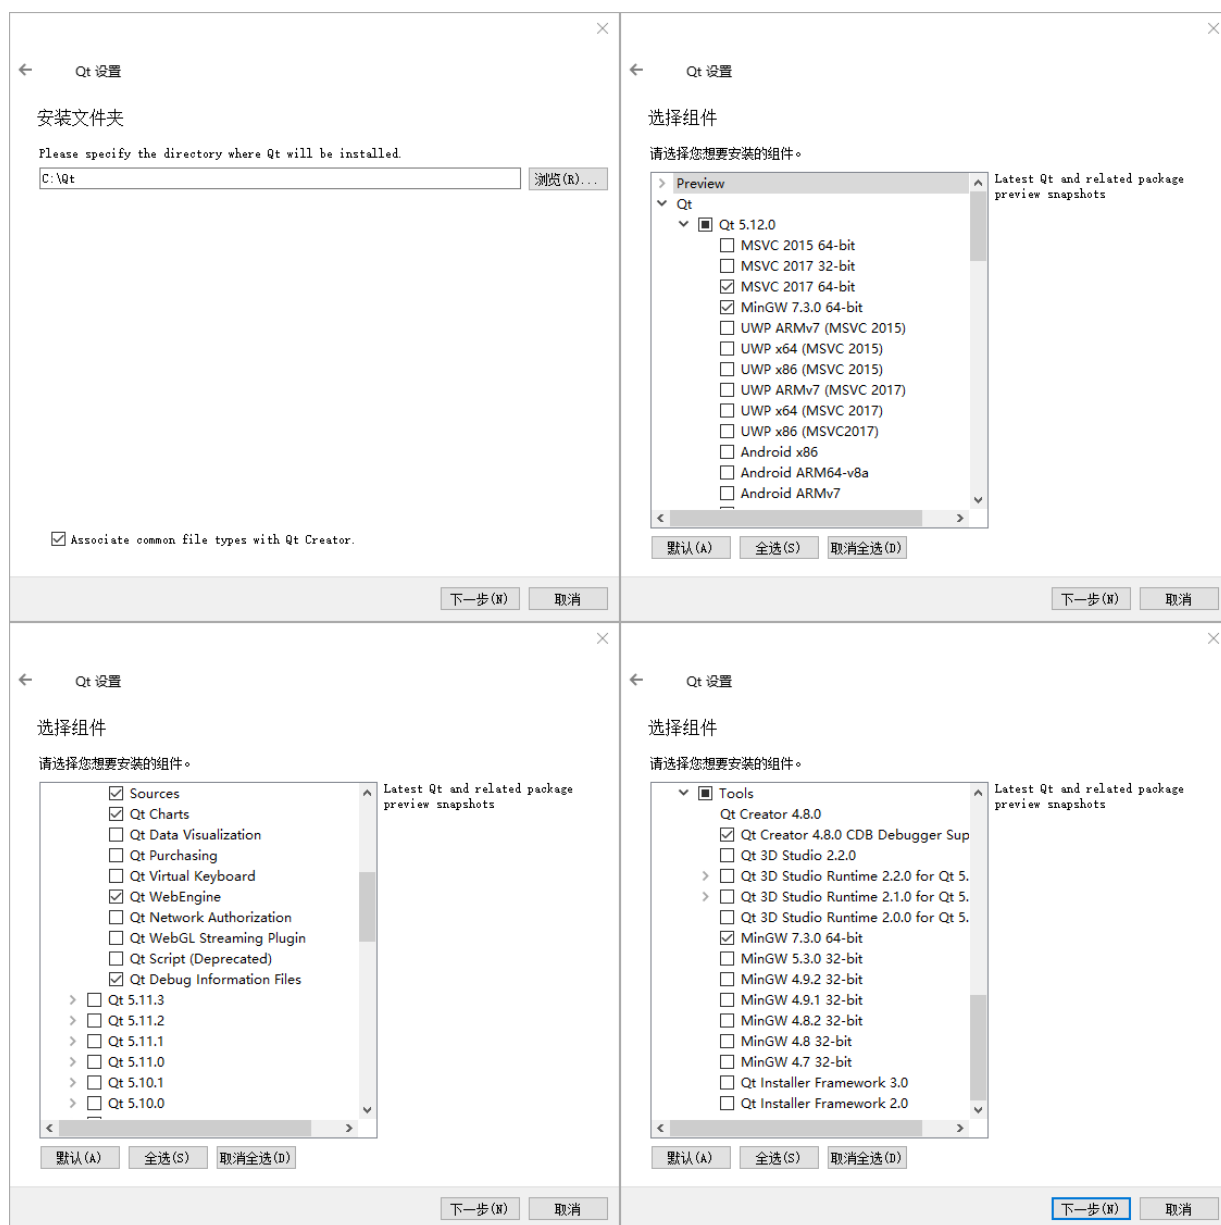 Qt 设置
安装文件夹
Please specify the directory where Qt will be installed.
C:\Qt
浏览(R)...
Associate common file types with Qt Creator.
下一步(N)
取消
Qt 设置
选择组件
请选择您想要安装的组件。
Preview
Qt
Qt 5.12.0
MSVC 2015 64-bit
MSVC 2017 32-bit
MSVC 2017 64-bit
MinGW 7.3.0 64-bit
UWP ARMv7 (MSVC 2015)
UWP x64 (MSVC 2015)
UWP x86 (MSVC 2015)
UWP ARMv7 (MSVC 2017)
UWP x64 (MSVC 2017)
UWP x86 (MSVC2017)
Android x86
Android ARM64-v8a
Android ARMv7
Latest Qt and related package
preview snapshots
默认(A)
全选(S)
取消全选(D)
下一步(N)
取消
Qt 设置
选择组件
请选择您想要安装的组件。
Sources
Qt Charts
Qt Data Visualization
Qt Purchasing
Qt Virtual Keyboard
Qt WebEngine
Qt Network Authorization
Qt WebGL Streaming Plugin
Qt Script (Deprecated)
Qt Debug Information Files
Qt 5.11.3
Qt 5.11.2
Qt 5.11.1
Qt 5.11.0
Qt 5.10.1
Qt 5.10.0
Latest Qt and related package
preview snapshots
默认(A)
全选(S)
取消全选(D)
下一步(N)
取消
Qt 设置
选择组件
请选择您想要安装的组件。
Tools
Qt Creator 4.8.0
Qt Creator 4.8.0 CDB Debugger Sup
Qt 3D Studio 2.2.0
Qt 3D Studio Runtime 2.2.0 for Qt 5.
Qt 3D Studio Runtime 2.1.0 for Qt 5.
Qt 3D Studio Runtime 2.0.0 for Qt 5.
MinGW 7.3.0 64-bit
MinGW 5.3.0 32-bit
MinGW 4.9.2 32-bit
MinGW 4.9.1 32-bit
MinGW 4.8.2 32-bit
MinGW 4.8 32-bit
MinGW 4.7 32-bit
Qt Installer Framework 3.0
Qt Installer Framework 2.0
Latest Qt and related package
preview snapshots
默认(A)
全选(S)
取消全选(D)
下一步(N)
取消